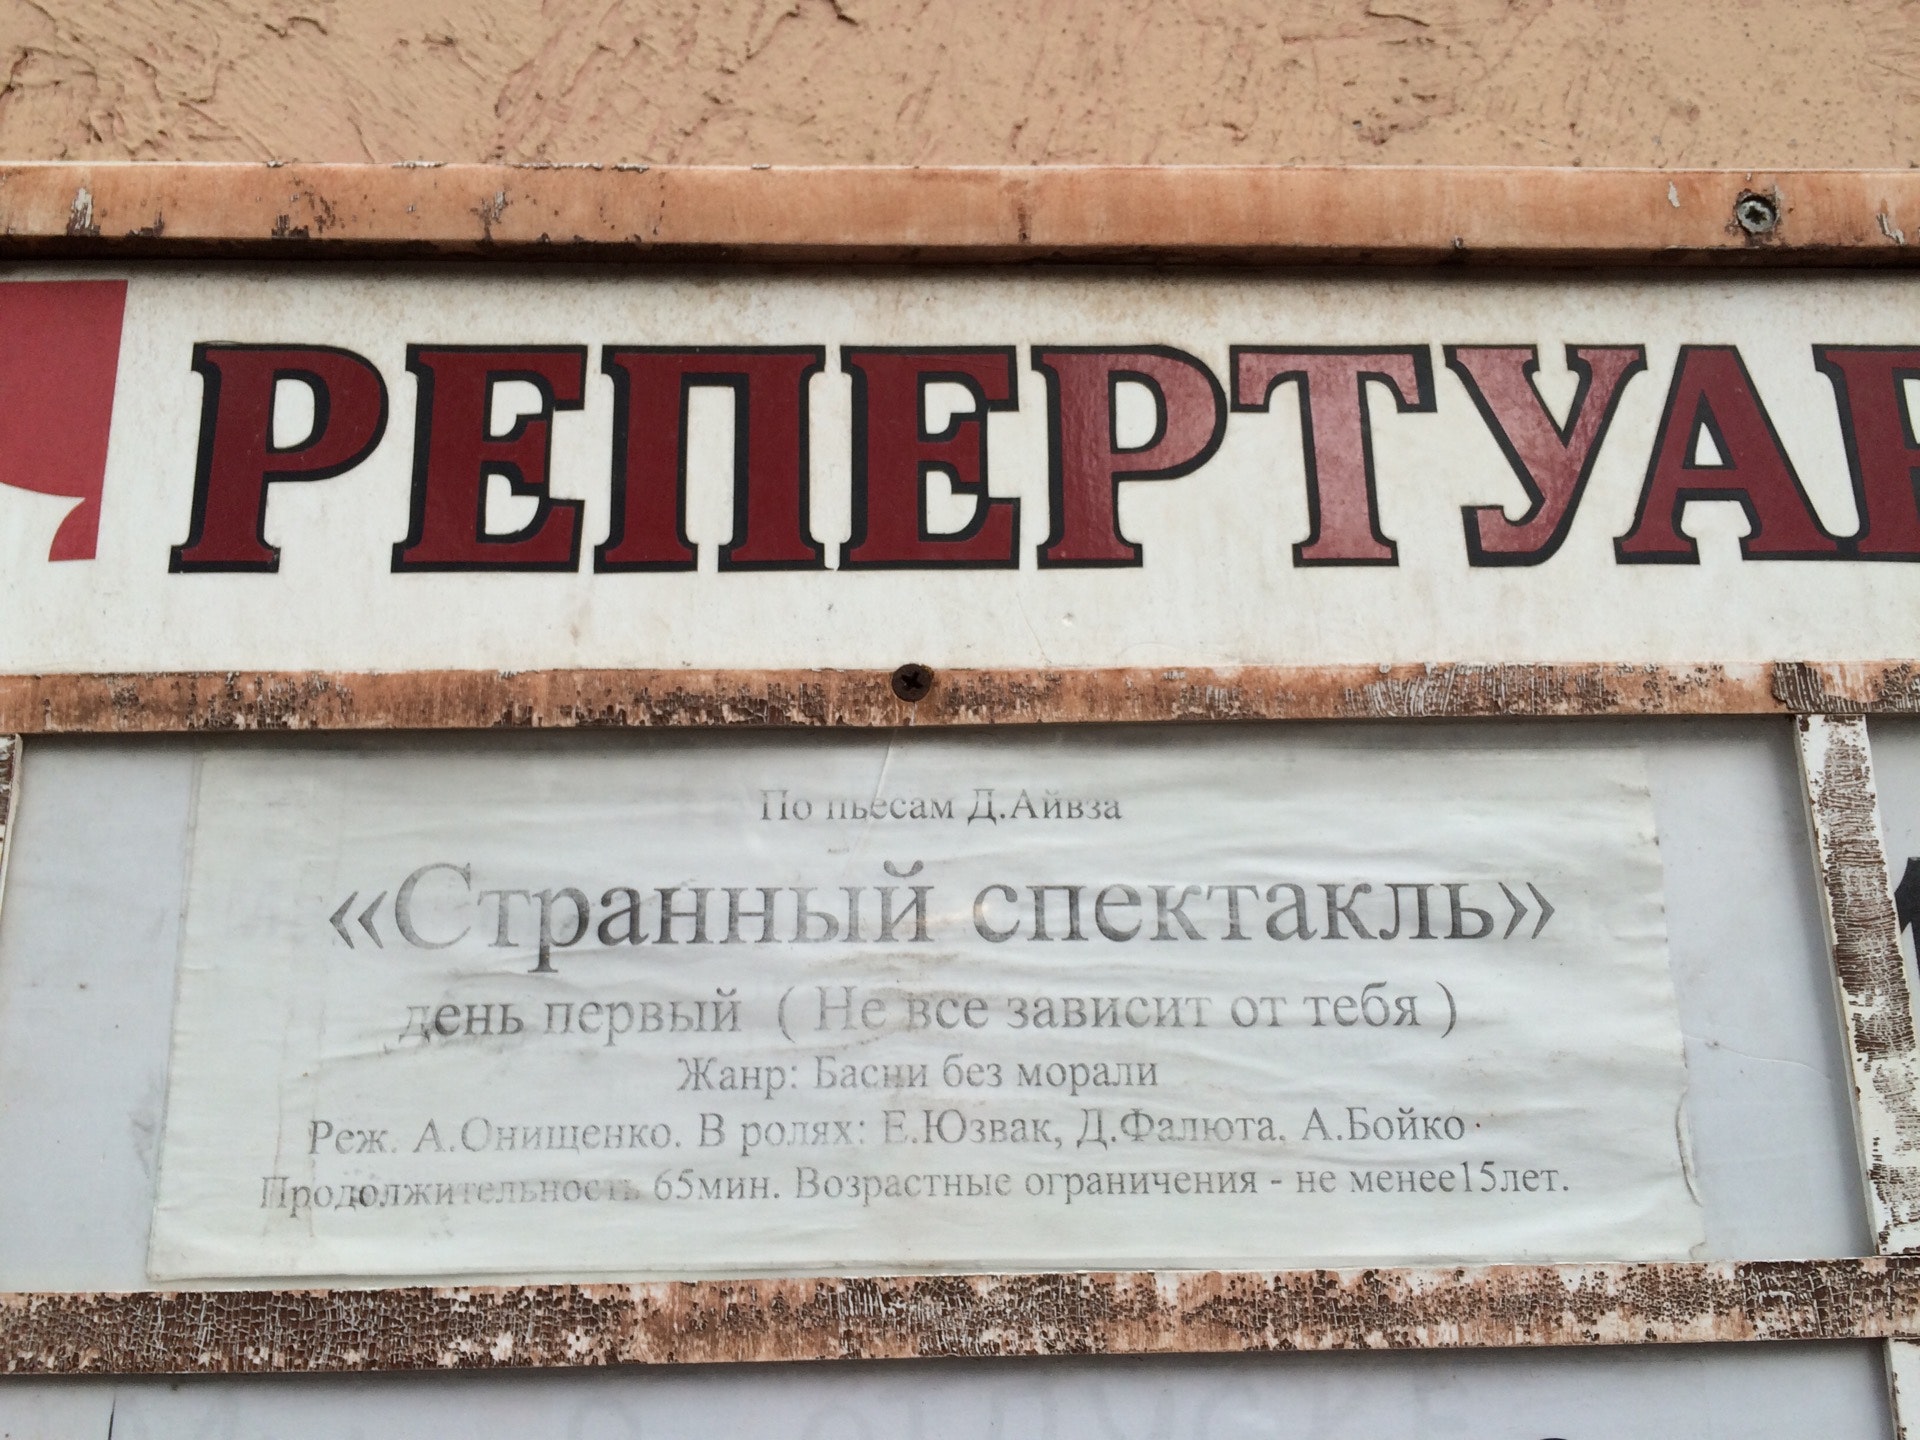 РЕПЕРТУАР
По пьесам Д.Айвза
«Странный спектакль»
день первый ( Не все зависит от тебя )
Жанр: Басни без морали
Реж. А.Онищенко. В ролях: Е.Юзвак, Д.Фалюта, А.Бойко.
Продолжительность 65мин. Возрастные ограничения - не менее15лет.